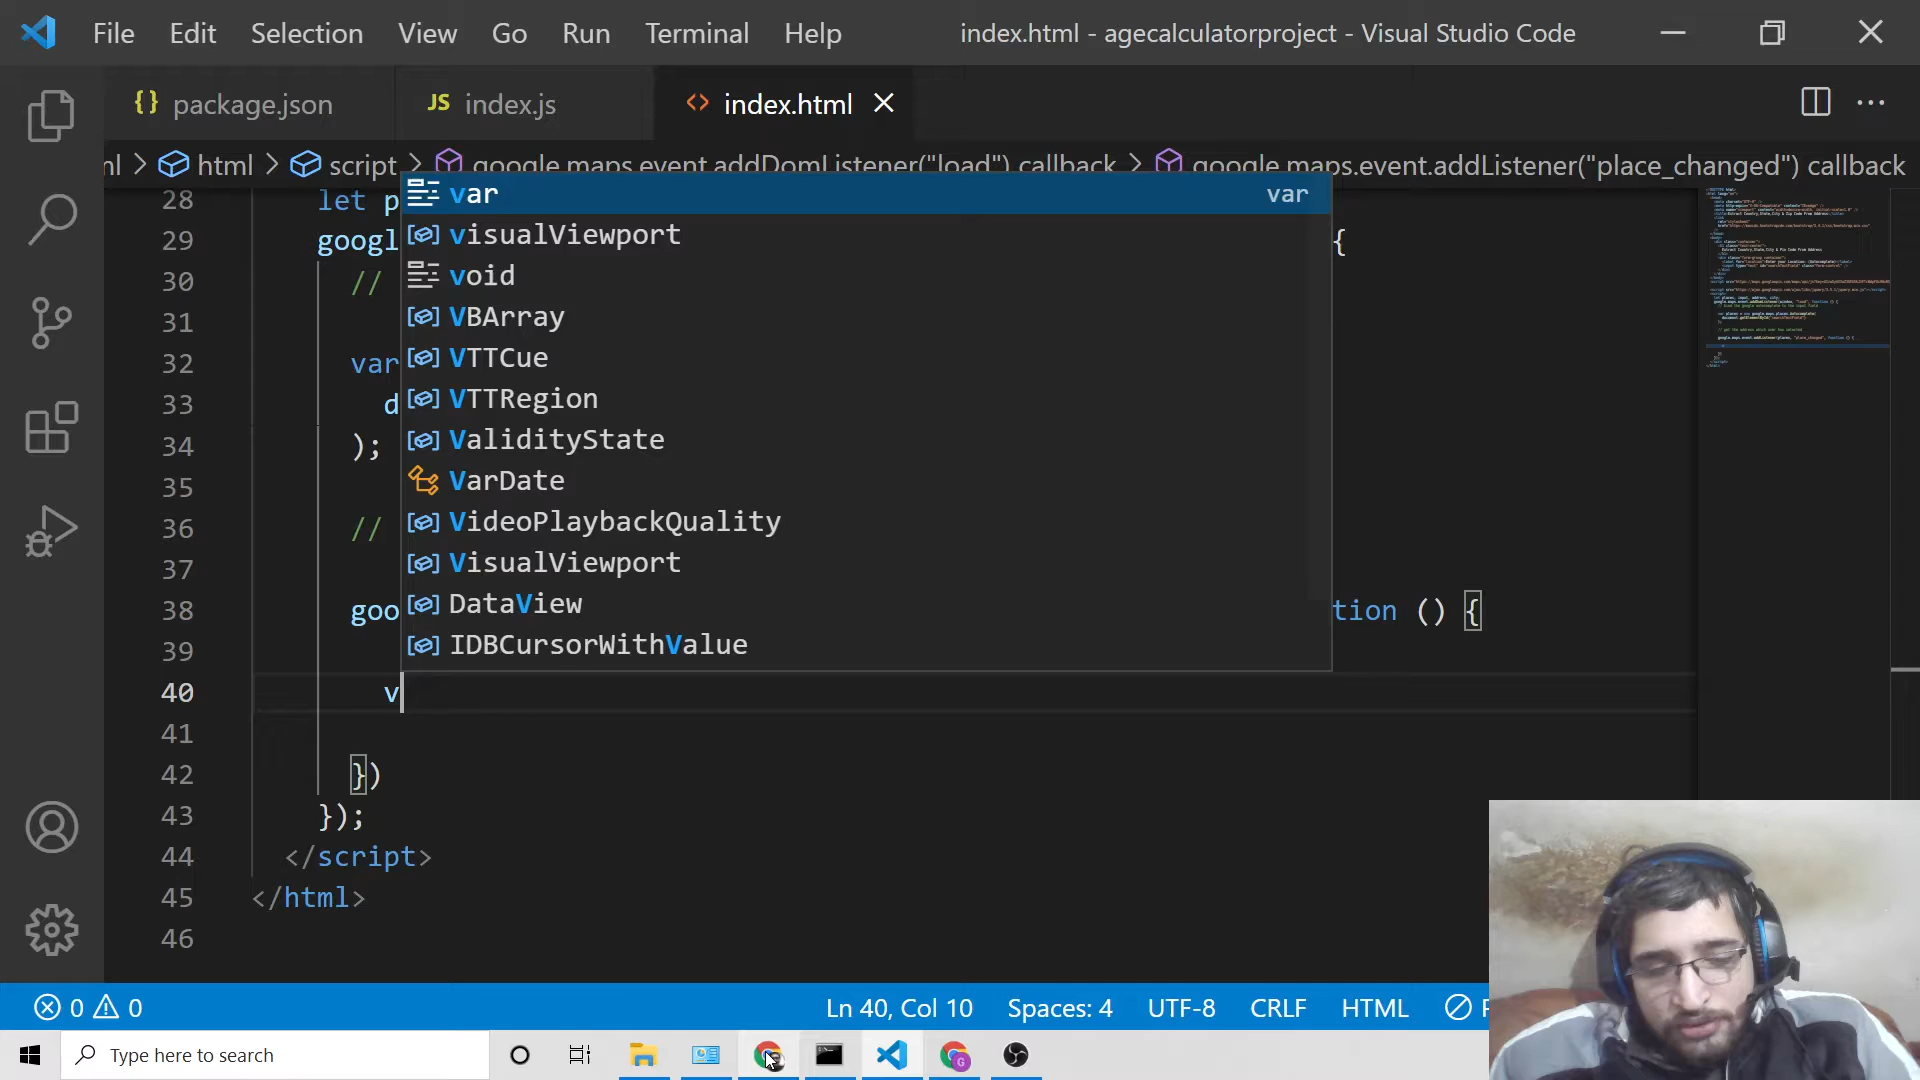 File Edit Selection View Go Run Terminal Help index.html - agecalculatorproject - Visual Studio Code
{} package.json JS index.js <> index.html
html > script > google.maps.event.addDomListener("load") callback > google.maps.event.addListener("place_changed") callback
28 let p
29 googl {
30 //
31
32 var
33 d
34 );
35
36 //
37
38 goo tion () {
39
40 v
41
42 })
43 });
44 </script>
45 </html>
46
var var
visualViewport
void
VBArray
VTTCue
VTTRegion
ValidityState
VarDate
VideoPlaybackQuality
VisualViewport
DataView
IDBCursorWithValue
0 0 Ln 40, Col 10 Spaces: 4 UTF-8 CRLF HTML
Type here to search